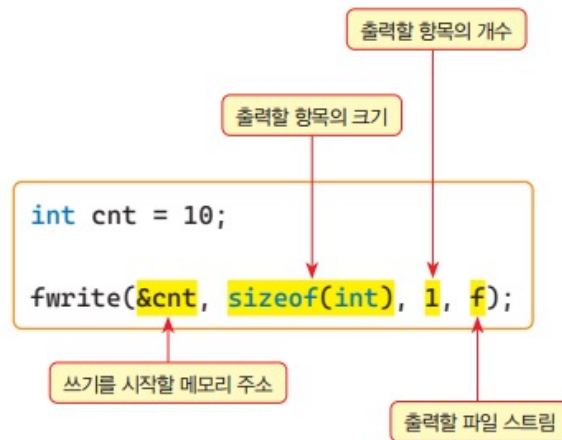 출력할 항목의 개수
출력할 항목의 크기
int cnt = 10;
fwrite(&cnt, sizeof(int), 1, f);
쓰기를 시작할 메모리 주소
출력할 파일 스트림